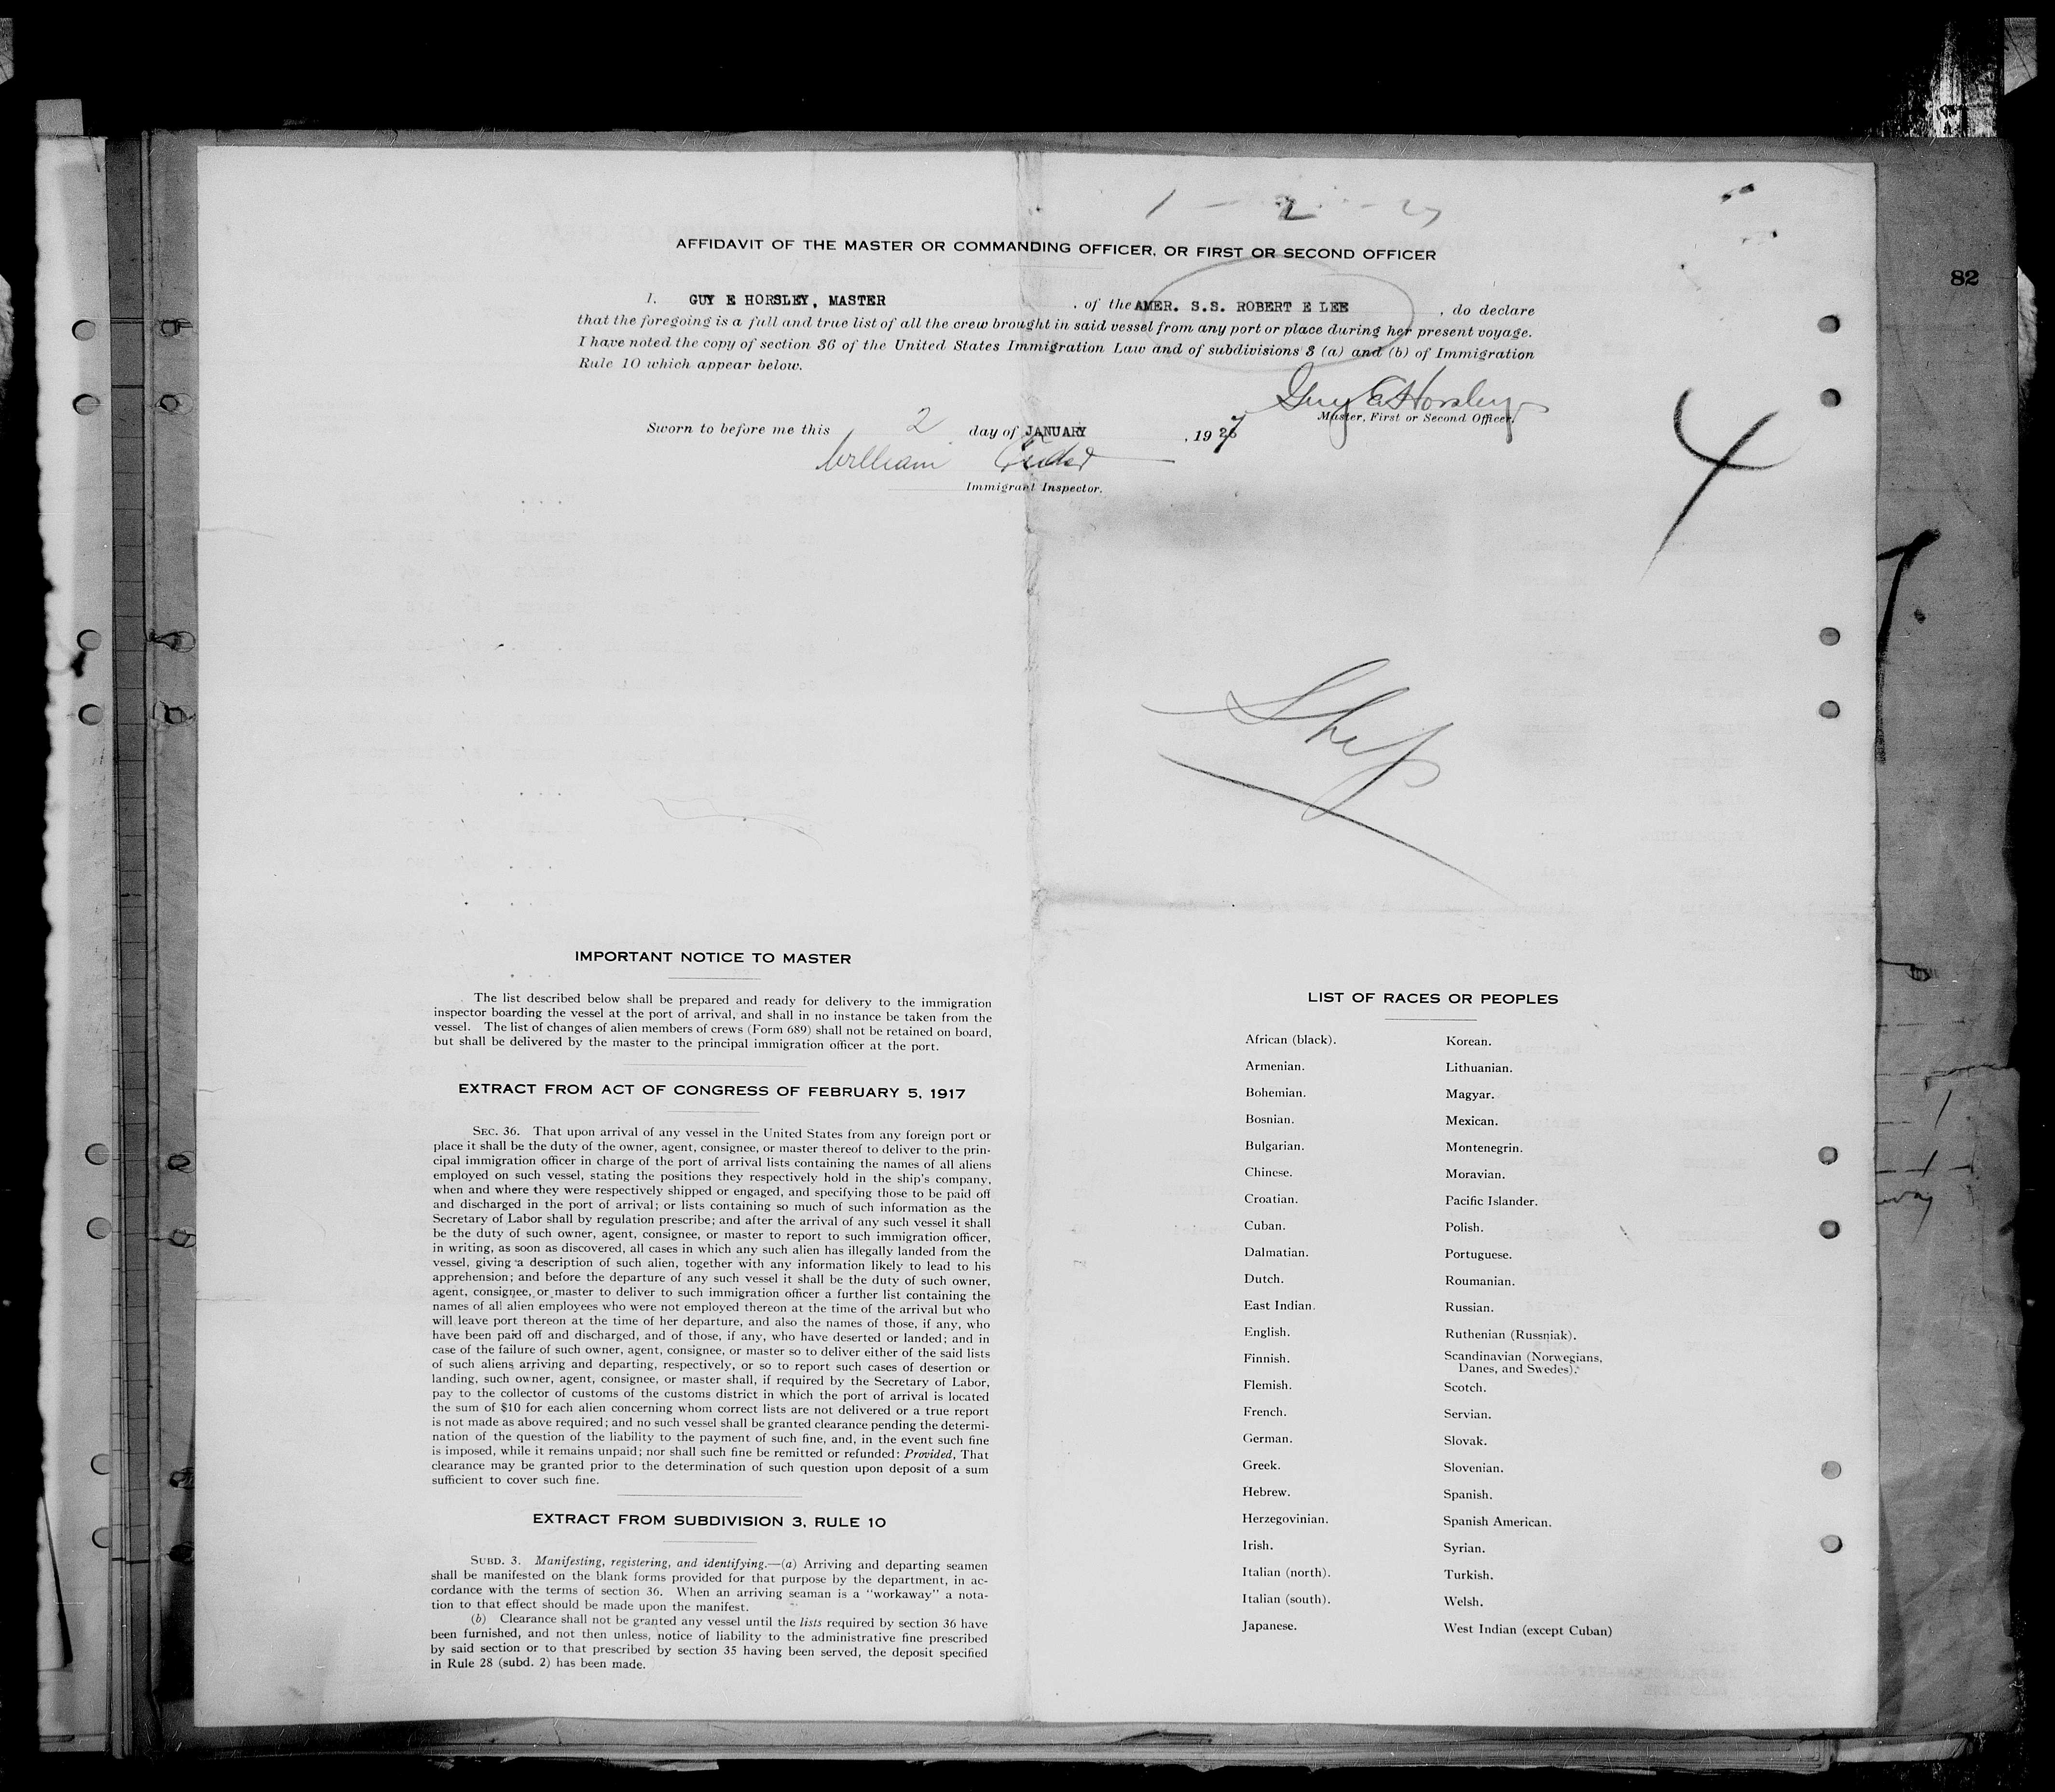 1 - 2 - 27
AFFIDAVIT OF THE MASTER OR COMMANDING OFFICER, OR FIRST OR SECOND OFFICER
82
I, GUY E HORSLEY, MASTER , of the AMER. S.S. ROBERT E LEE , do declare
that the foregoing is a full and true list of all the crew brought in said vessel from any port or place during her present voyage.
I have noted the copy of section 36 of the United States Immigration Law and of subdivisions 3 (a) and (b) of Immigration
Rule 10 which appear below.
Guy E Horsley
Master, First or Second Officer.
4
Sworn to before me this 2 day of JANUARY , 1927
William
Immigrant Inspector.
Ship
IMPORTANT NOTICE TO MASTER
The list described below shall be prepared and ready for delivery to the immigration
inspector boarding the vessel at the port of arrival, and shall in no instance be taken from the
vessel. The list of changes of alien members of crews (Form 689) shall not be retained on board,
but shall be delivered by the master to the principal immigration officer at the port.
EXTRACT FROM ACT OF CONGRESS OF FEBRUARY 5, 1917
SEC. 36. That upon arrival of any vessel in the United States from any foreign port or
place it shall be the duty of the owner, agent, consignee, or master thereof to deliver to the prin-
cipal immigration officer in charge of the port of arrival lists containing the names of all aliens
employed on such vessel, stating the positions they respectively hold in the ship's company,
when and where they were respectively shipped or engaged, and specifying those to be paid off
and discharged in the port of arrival; or lists containing so much of such information as the
Secretary of Labor shall by regulation prescribe; and after the arrival of any such vessel it shall
be the duty of such owner, agent, consignee, or master to report to such immigration officer,
in writing, as soon as discovered, all cases in which any such alien has illegally landed from the
vessel, giving a description of such alien, together with any information likely to lead to his
apprehension; and before the departure of any such vessel it shall be the duty of such owner,
agent, consignee, or master to deliver to such immigration officer a further list containing the
names of all alien employees who were not employed thereon at the time of the arrival but who
will leave port thereon at the time of her departure, and also the names of those, if any, who
have been paid off and discharged, and of those, if any, who have deserted or landed; and in
case of the failure of such owner, agent, consignee, or master so to deliver either of the said lists
of such aliens arriving and departing, respectively, or so to report such cases of desertion or
landing, such owner, agent, consignee, or master shall, if required by the Secretary of Labor,
pay to the collector of customs of the customs district in which the port of arrival is located
the sum of $10 for each alien concerning whom correct lists are not delivered or a true report
is not made as above required; and no such vessel shall be granted clearance pending the determi-
nation of the question of the liability to the payment of such fine, and, in the event such fine
is imposed, while it remains unpaid; nor shall such fine be remitted or refunded: Provided, That
clearance may be granted prior to the determination of such question upon deposit of a sum
sufficient to cover such fine.
EXTRACT FROM SUBDIVISION 3, RULE 10
SUBD. 3. Manifesting, registering, and identifying.—(a) Arriving and departing seamen
shall be manifested on the blank forms provided for that purpose by the department, in ac-
cordance with the terms of section 36. When an arriving seaman is a "workaway" a nota-
tion to that effect should be made upon the manifest.
(b) Clearance shall not be granted any vessel until the lists required by section 36 have
been furnished, and not then unless, notice of liability to the administrative fine prescribed
by said section or to that prescribed by section 35 having been served, the deposit specified
in Rule 28 (subd. 2) has been made.
LIST OF RACES OR PEOPLES
African (black).
Armenian.
Bohemian.
Bosnian.
Bulgarian.
Chinese.
Croatian.
Cuban.
Dalmatian.
Dutch.
East Indian.
English.
Finnish.
Flemish.
French.
German.
Greek.
Hebrew.
Herzegovinian.
Irish.
Italian (north).
Italian (south).
Japanese.
Korean.
Lithuanian.
Magyar.
Mexican.
Montenegrin.
Moravian.
Pacific Islander.
Polish.
Portuguese.
Roumanian.
Russian.
Ruthenian (Russniak).
Scandinavian (Norwegians,
Danes, and Swedes).
Scotch.
Servian.
Slovak.
Slovenian.
Spanish.
Spanish American.
Syrian.
Turkish.
Welsh.
West Indian (except Cuban)